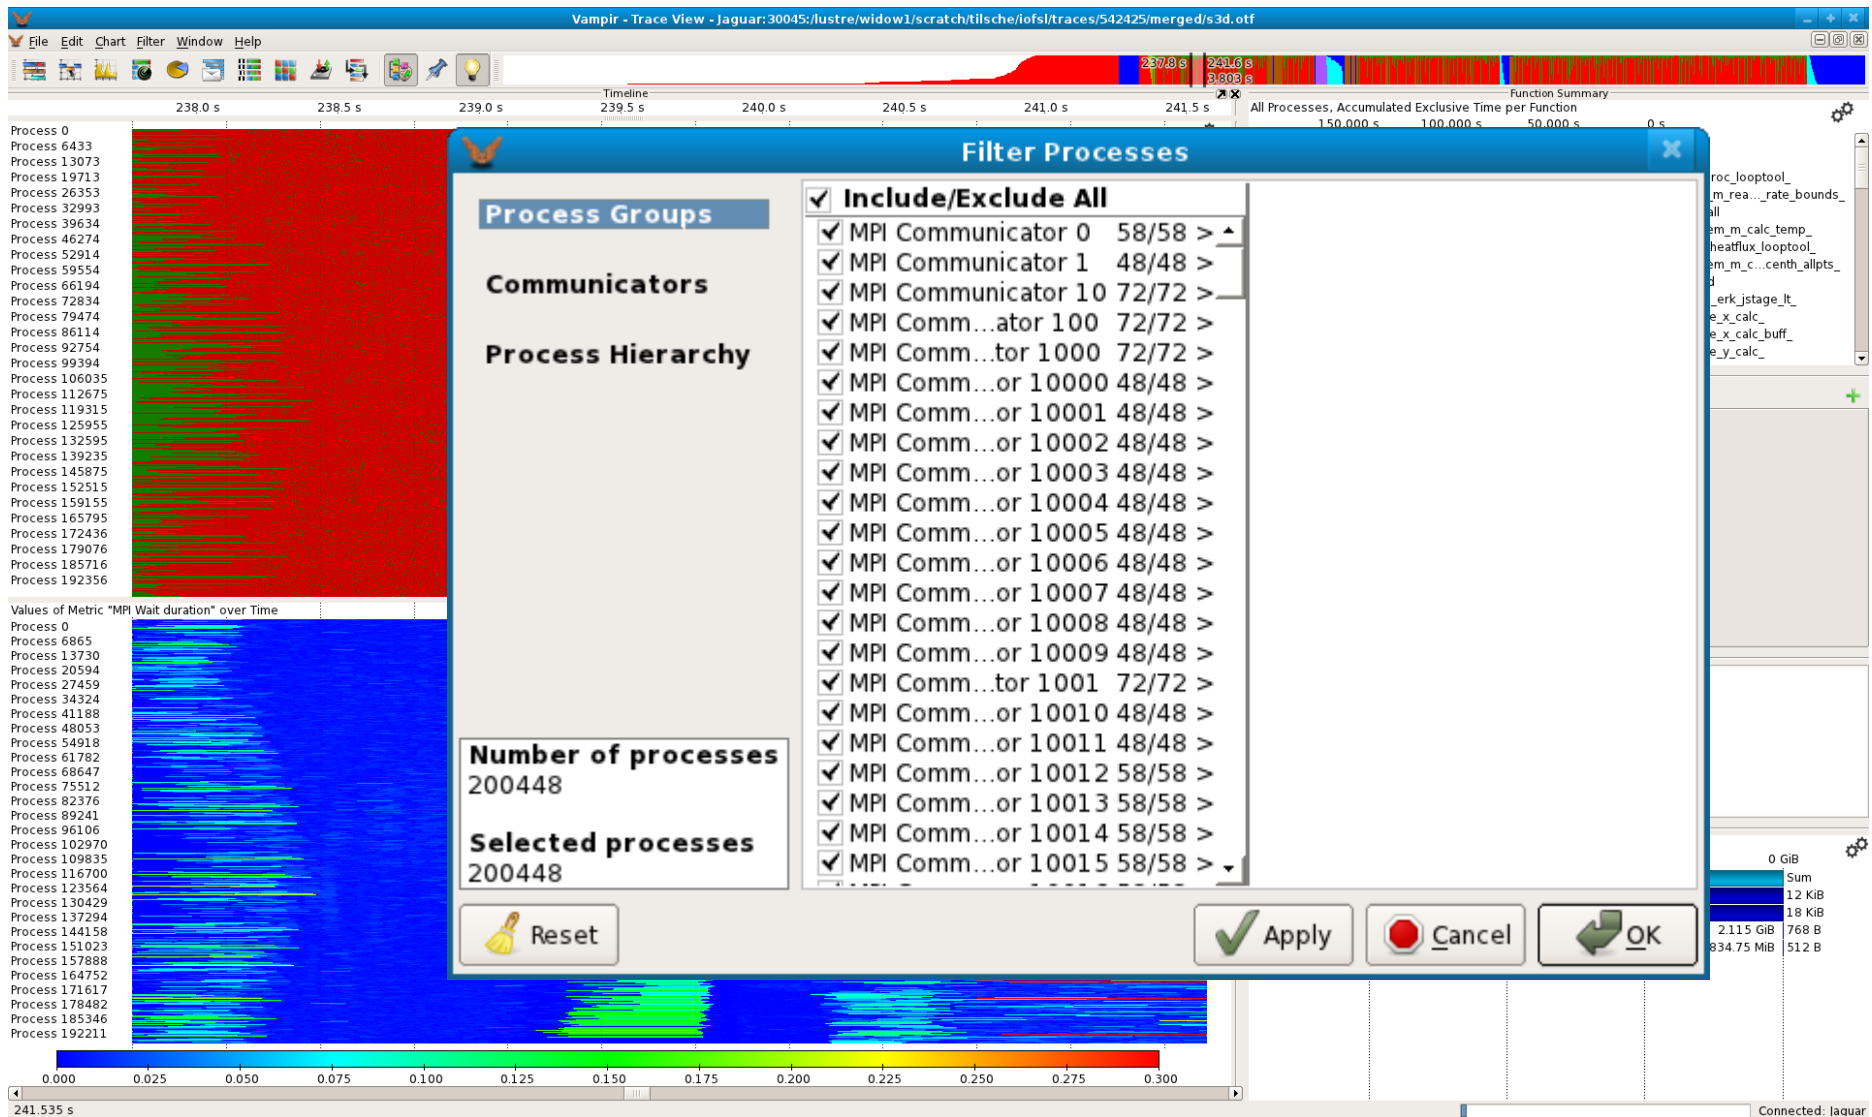 Vampir - Trace View - Jaguar:30045:/lustre/widow1/scratch/tilsche/iofsl/traces/542425/merged/s3d.otf
File Edit Chart Filter Window Help
237.8 s 241.6 s
3.803 s
Timeline
238.0 s 238.5 s 239.0 s 239.5 s 240.0 s 240.5 s 241.0 s 241.5 s
Process 0
Process 6433
Process 13073
Process 19713
Process 26353
Process 32993
Process 39634
Process 46274
Process 52914
Process 59554
Process 66194
Process 72834
Process 79474
Process 86114
Process 92754
Process 99394
Process 106035
Process 112675
Process 119315
Process 125955
Process 132595
Process 139235
Process 145875
Process 152515
Process 159155
Process 165795
Process 172436
Process 179076
Process 185716
Process 192356
Values of Metric "MPI Wait duration" over Time
Process 0
Process 6865
Process 13730
Process 20594
Process 27459
Process 34324
Process 41188
Process 48053
Process 54918
Process 61782
Process 68647
Process 75512
Process 82376
Process 89241
Process 96106
Process 102970
Process 109835
Process 116700
Process 123564
Process 130429
Process 137294
Process 144158
Process 151023
Process 157888
Process 164752
Process 171617
Process 178482
Process 185346
Process 192211
0.000 0.025 0.050 0.075 0.100 0.125 0.150 0.175 0.200 0.225 0.250 0.275 0.300
241.535 s
Filter Processes
Process Groups
Communicators
Process Hierarchy
Number of processes
200448
Selected processes
200448
Include/Exclude All
MPI Communicator 0 58/58 >
MPI Communicator 1 48/48 >
MPI Communicator 10 72/72 >
MPI Comm...ator 100 72/72 >
MPI Comm...tor 1000 72/72 >
MPI Comm...or 10000 48/48 >
MPI Comm...or 10001 48/48 >
MPI Comm...or 10002 48/48 >
MPI Comm...or 10003 48/48 >
MPI Comm...or 10004 48/48 >
MPI Comm...or 10005 48/48 >
MPI Comm...or 10006 48/48 >
MPI Comm...or 10007 48/48 >
MPI Comm...or 10008 48/48 >
MPI Comm...or 10009 48/48 >
MPI Comm...tor 1001 72/72 >
MPI Comm...or 10010 48/48 >
MPI Comm...or 10011 48/48 >
MPI Comm...or 10012 58/58 >
MPI Comm...or 10013 58/58 >
MPI Comm...or 10014 58/58 >
MPI Comm...or 10015 58/58 >
Reset Apply Cancel OK
Function Summary
All Processes, Accumulated Exclusive Time per Function
150,000 s 100,000 s 50,000 s 0 s
roc_looptool_
_m_rea..._rate_bounds_
all
em_m_calc_temp_
heatflux_looptool_
em_m_c...centh_allpts_
d
_erk_jstage_lt_
e_x_calc_
e_x_calc_buff_
e_y_calc_
0 GiB
Sum
12 KiB
18 KiB
2.115 GiB 768 B
834.75 MiB 512 B
Connected: Jaguar